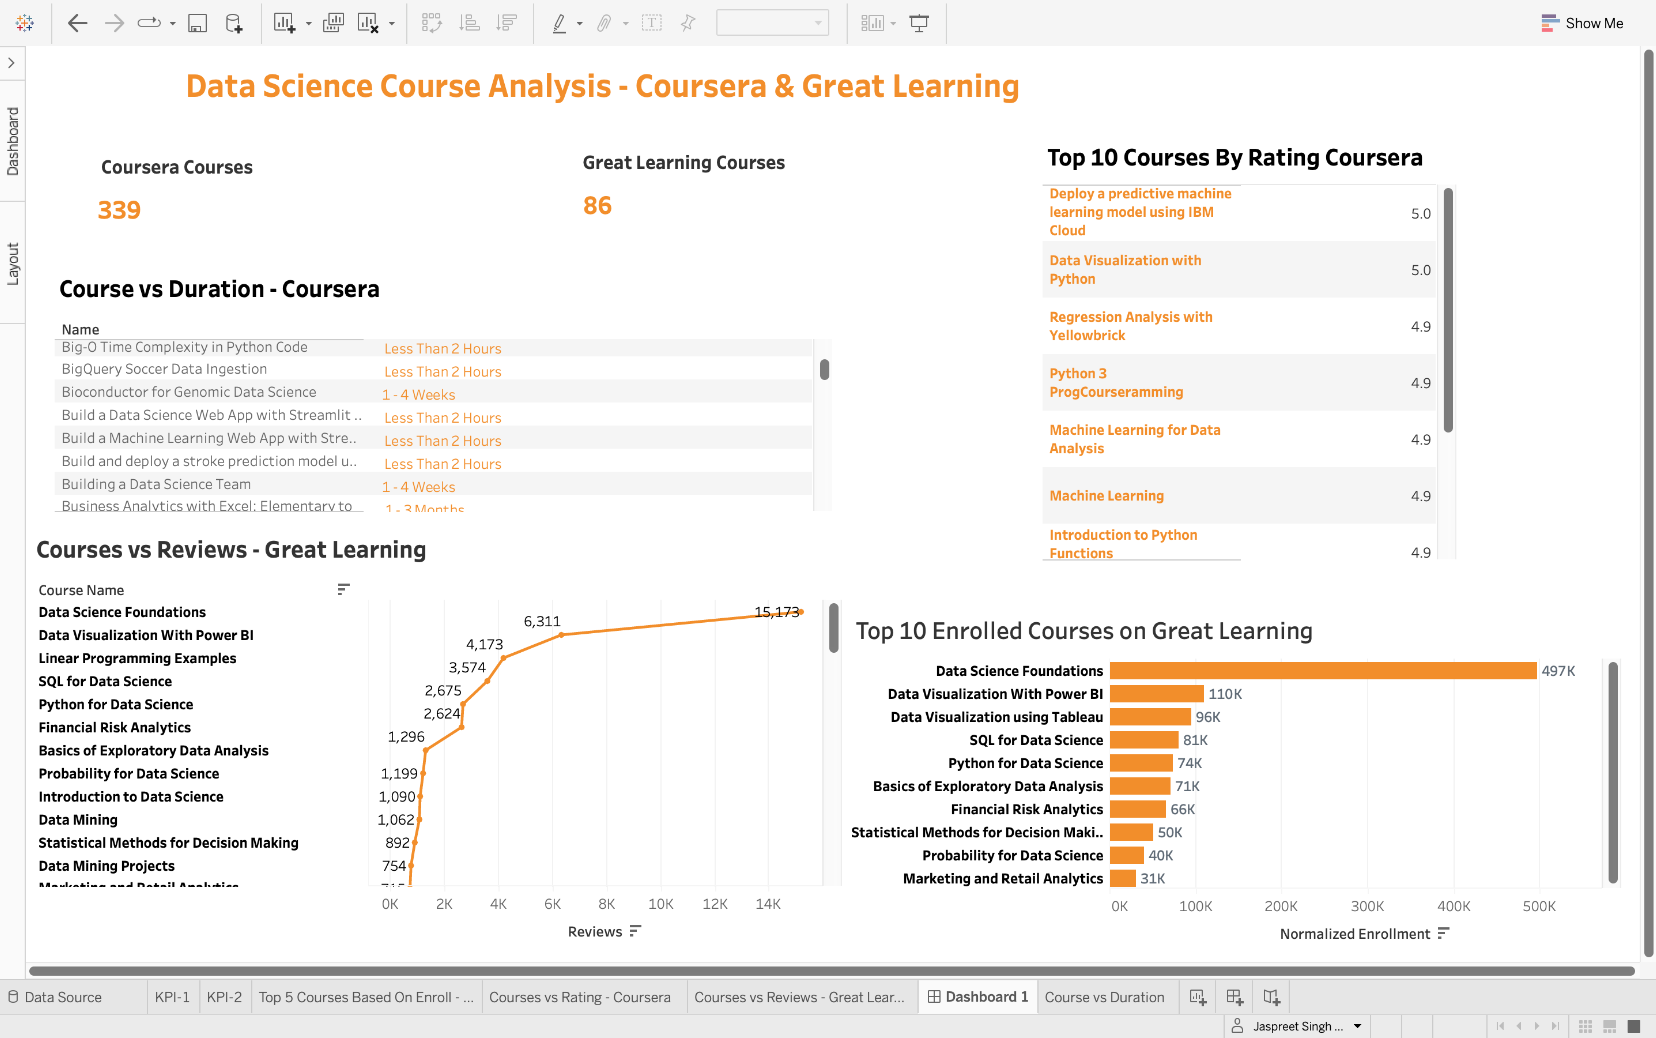 Show Me
Dashboard
Layout
Data Science Course Analysis - Coursera & Great Learning
Coursera Courses
339
Great Learning Courses
86
Top 10 Courses By Rating Coursera
Deploy a predictive machine
learning model using IBM
Cloud
5.0
Data Visualization with
Python
5.0
Regression Analysis with
Yellowbrick
4.9
Python 3
ProgCourseramming
4.9
Machine Learning for Data
Analysis
4.9
Machine Learning
4.9
Introduction to Python
Functions
4.9
Course vs Duration - Coursera
Name
Big-O Time Complexity in Python Code Less Than 2 Hours
BigQuery Soccer Data Ingestion Less Than 2 Hours
Bioconductor for Genomic Data Science 1 - 4 Weeks
Build a Data Science Web App with Streamlit .. Less Than 2 Hours
Build a Machine Learning Web App with Stre.. Less Than 2 Hours
Build and deploy a stroke prediction model u.. Less Than 2 Hours
Building a Data Science Team 1 - 4 Weeks
Business Analytics with Excel: Elementary to 1 - 3 Months
Courses vs Reviews - Great Learning
Course Name
Data Science Foundations 15,173
Data Visualization With Power BI 6,311
Linear Programming Examples 4,173
SQL for Data Science 3,574
Python for Data Science 2,675
Financial Risk Analytics 2,624
Basics of Exploratory Data Analysis 1,296
Probability for Data Science 1,199
Introduction to Data Science 1,090
Data Mining 1,062
Statistical Methods for Decision Making 892
Data Mining Projects 754
Marketing and Retail Analytics
0K 2K 4K 6K 8K 10K 12K 14K
Reviews
Top 10 Enrolled Courses on Great Learning
Data Science Foundations 497K
Data Visualization With Power BI 110K
Data Visualization using Tableau 96K
SQL for Data Science 81K
Python for Data Science 74K
Basics of Exploratory Data Analysis 71K
Financial Risk Analytics 66K
Statistical Methods for Decision Maki.. 50K
Probability for Data Science 40K
Marketing and Retail Analytics 31K
0K 100K 200K 300K 400K 500K
Normalized Enrollment
Data Source KPI-1 KPI-2 Top 5 Courses Based On Enroll - ... Courses vs Rating - Coursera Courses vs Reviews - Great Lear... Dashboard 1 Course vs Duration
Jaspreet Singh ...